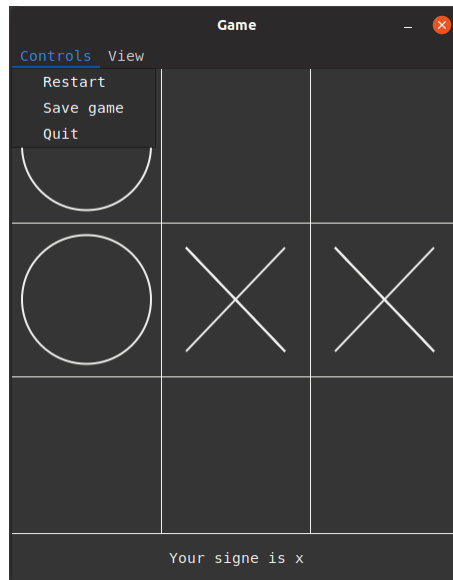 Game
Controls View
Restart
Save game
Quit
Your signe is x